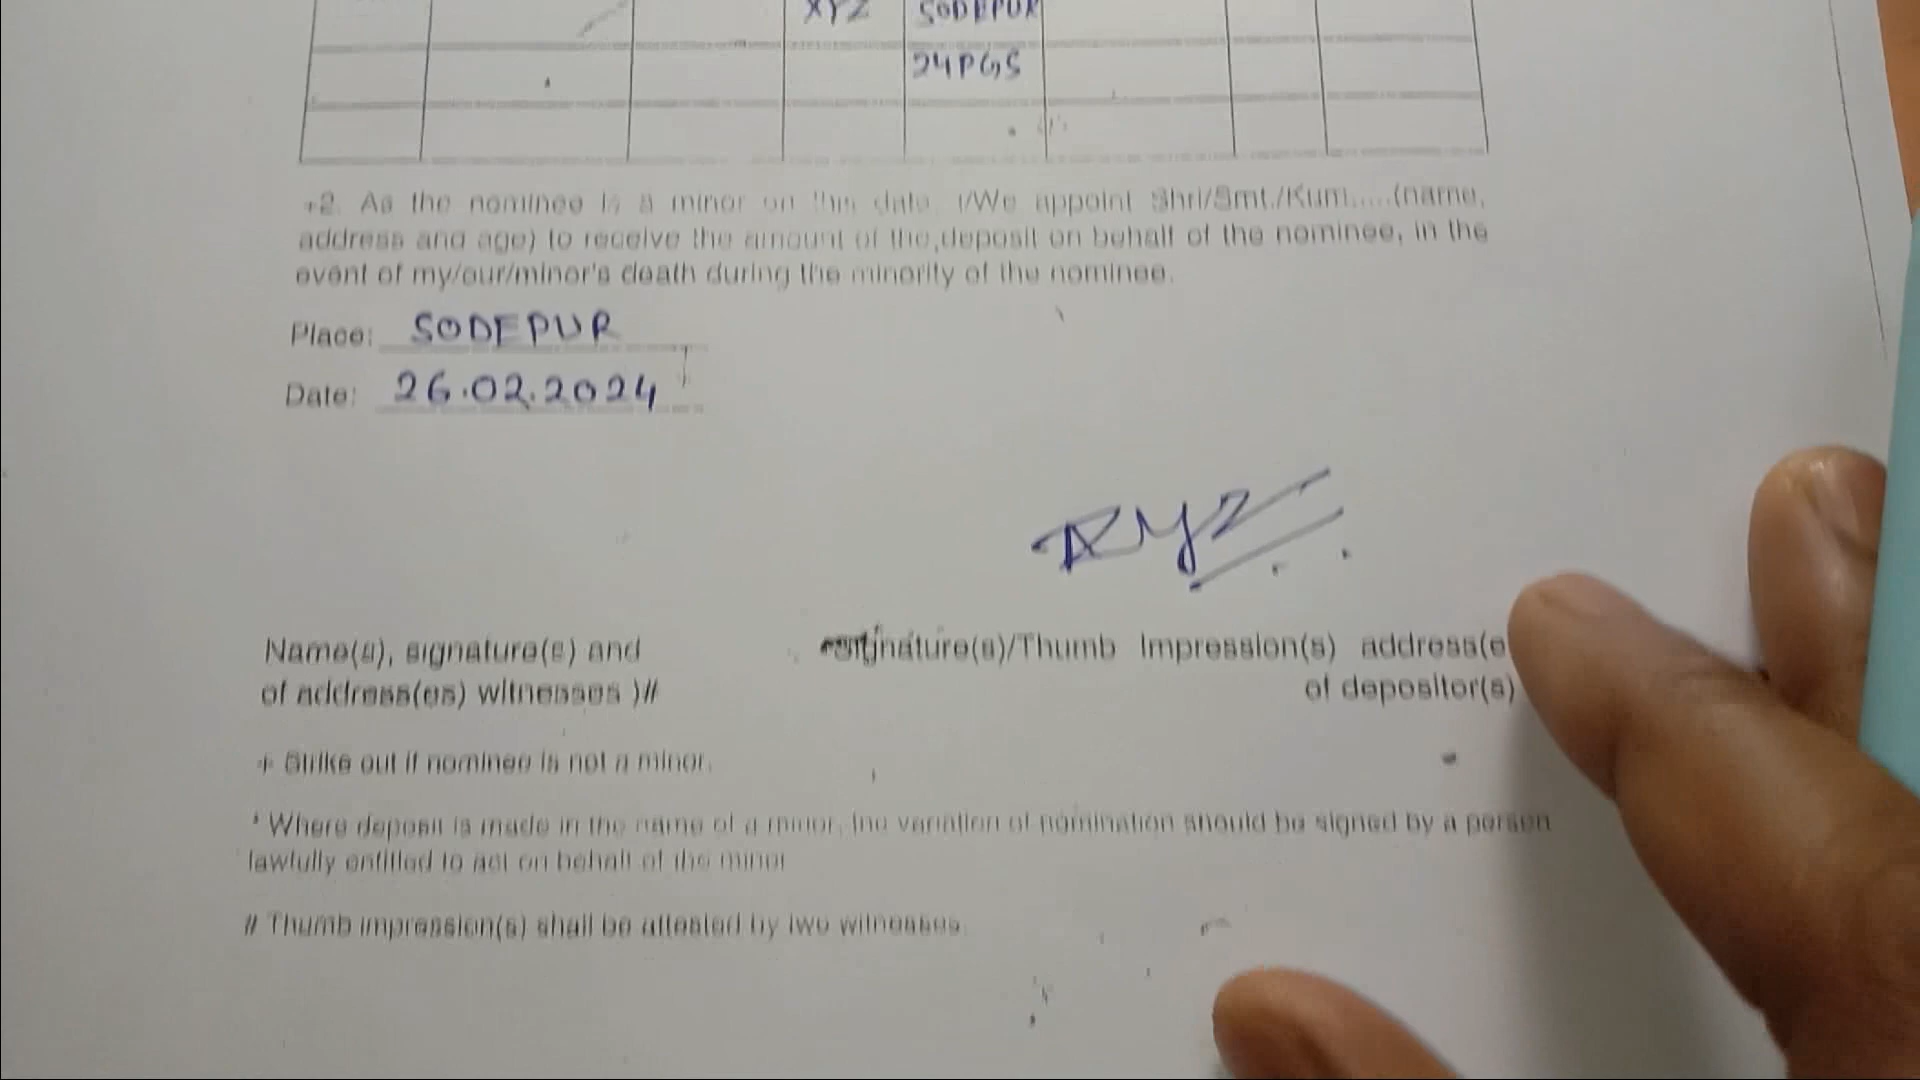 XYZ SODEPUR
24PGS
+2. As the nominee is a minor on this date, I/We appoint Shri/Smt./Kum.....(name,
address and age) to receive the amount of the deposit on behalf of the nominee, in the
event of my/our/minor's death during the minority of the nominee.
Place: SODEPUR
Date: 26.02.2024
XYZ
Name(s), signature(s) and
of address(es) witnesses )//
Signature(s)/Thumb Impression(s) address(e
of depositor(s)
+ Strike out if nominee is not a minor.
* Where deposit is made in the name of a minor, the variation of nomination should be signed by a person
lawfully entitled to act on behalf of the minor
// Thumb impression(s) shall be attested by two witnesses.